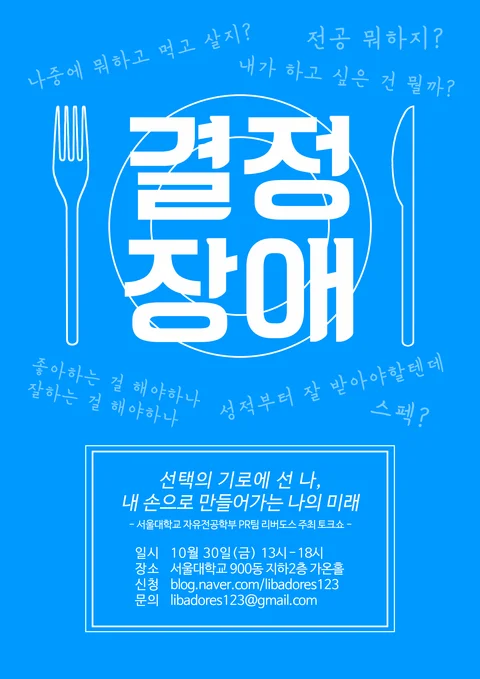 나중에 뭐하고 먹고 살지?
전공 뭐하지?
내가 하고 싶은 건 뭘까?
결정
장애
좋아하는 걸 해야하나
잘하는 걸 해야하나
성적부터 잘 받아야할텐데
스펙?
선택의 기로에 선 나,
내 손으로 만들어가는 나의 미래
- 서울대학교 자유전공학부 PR팀 리버도스 주최 토크쇼 -
일시 10월 30일(금) 13시-18시
장소 서울대학교 900동 지하2층 가온홀
신청 blog.naver.com/libadores123
문의 libadores123@gmail.com